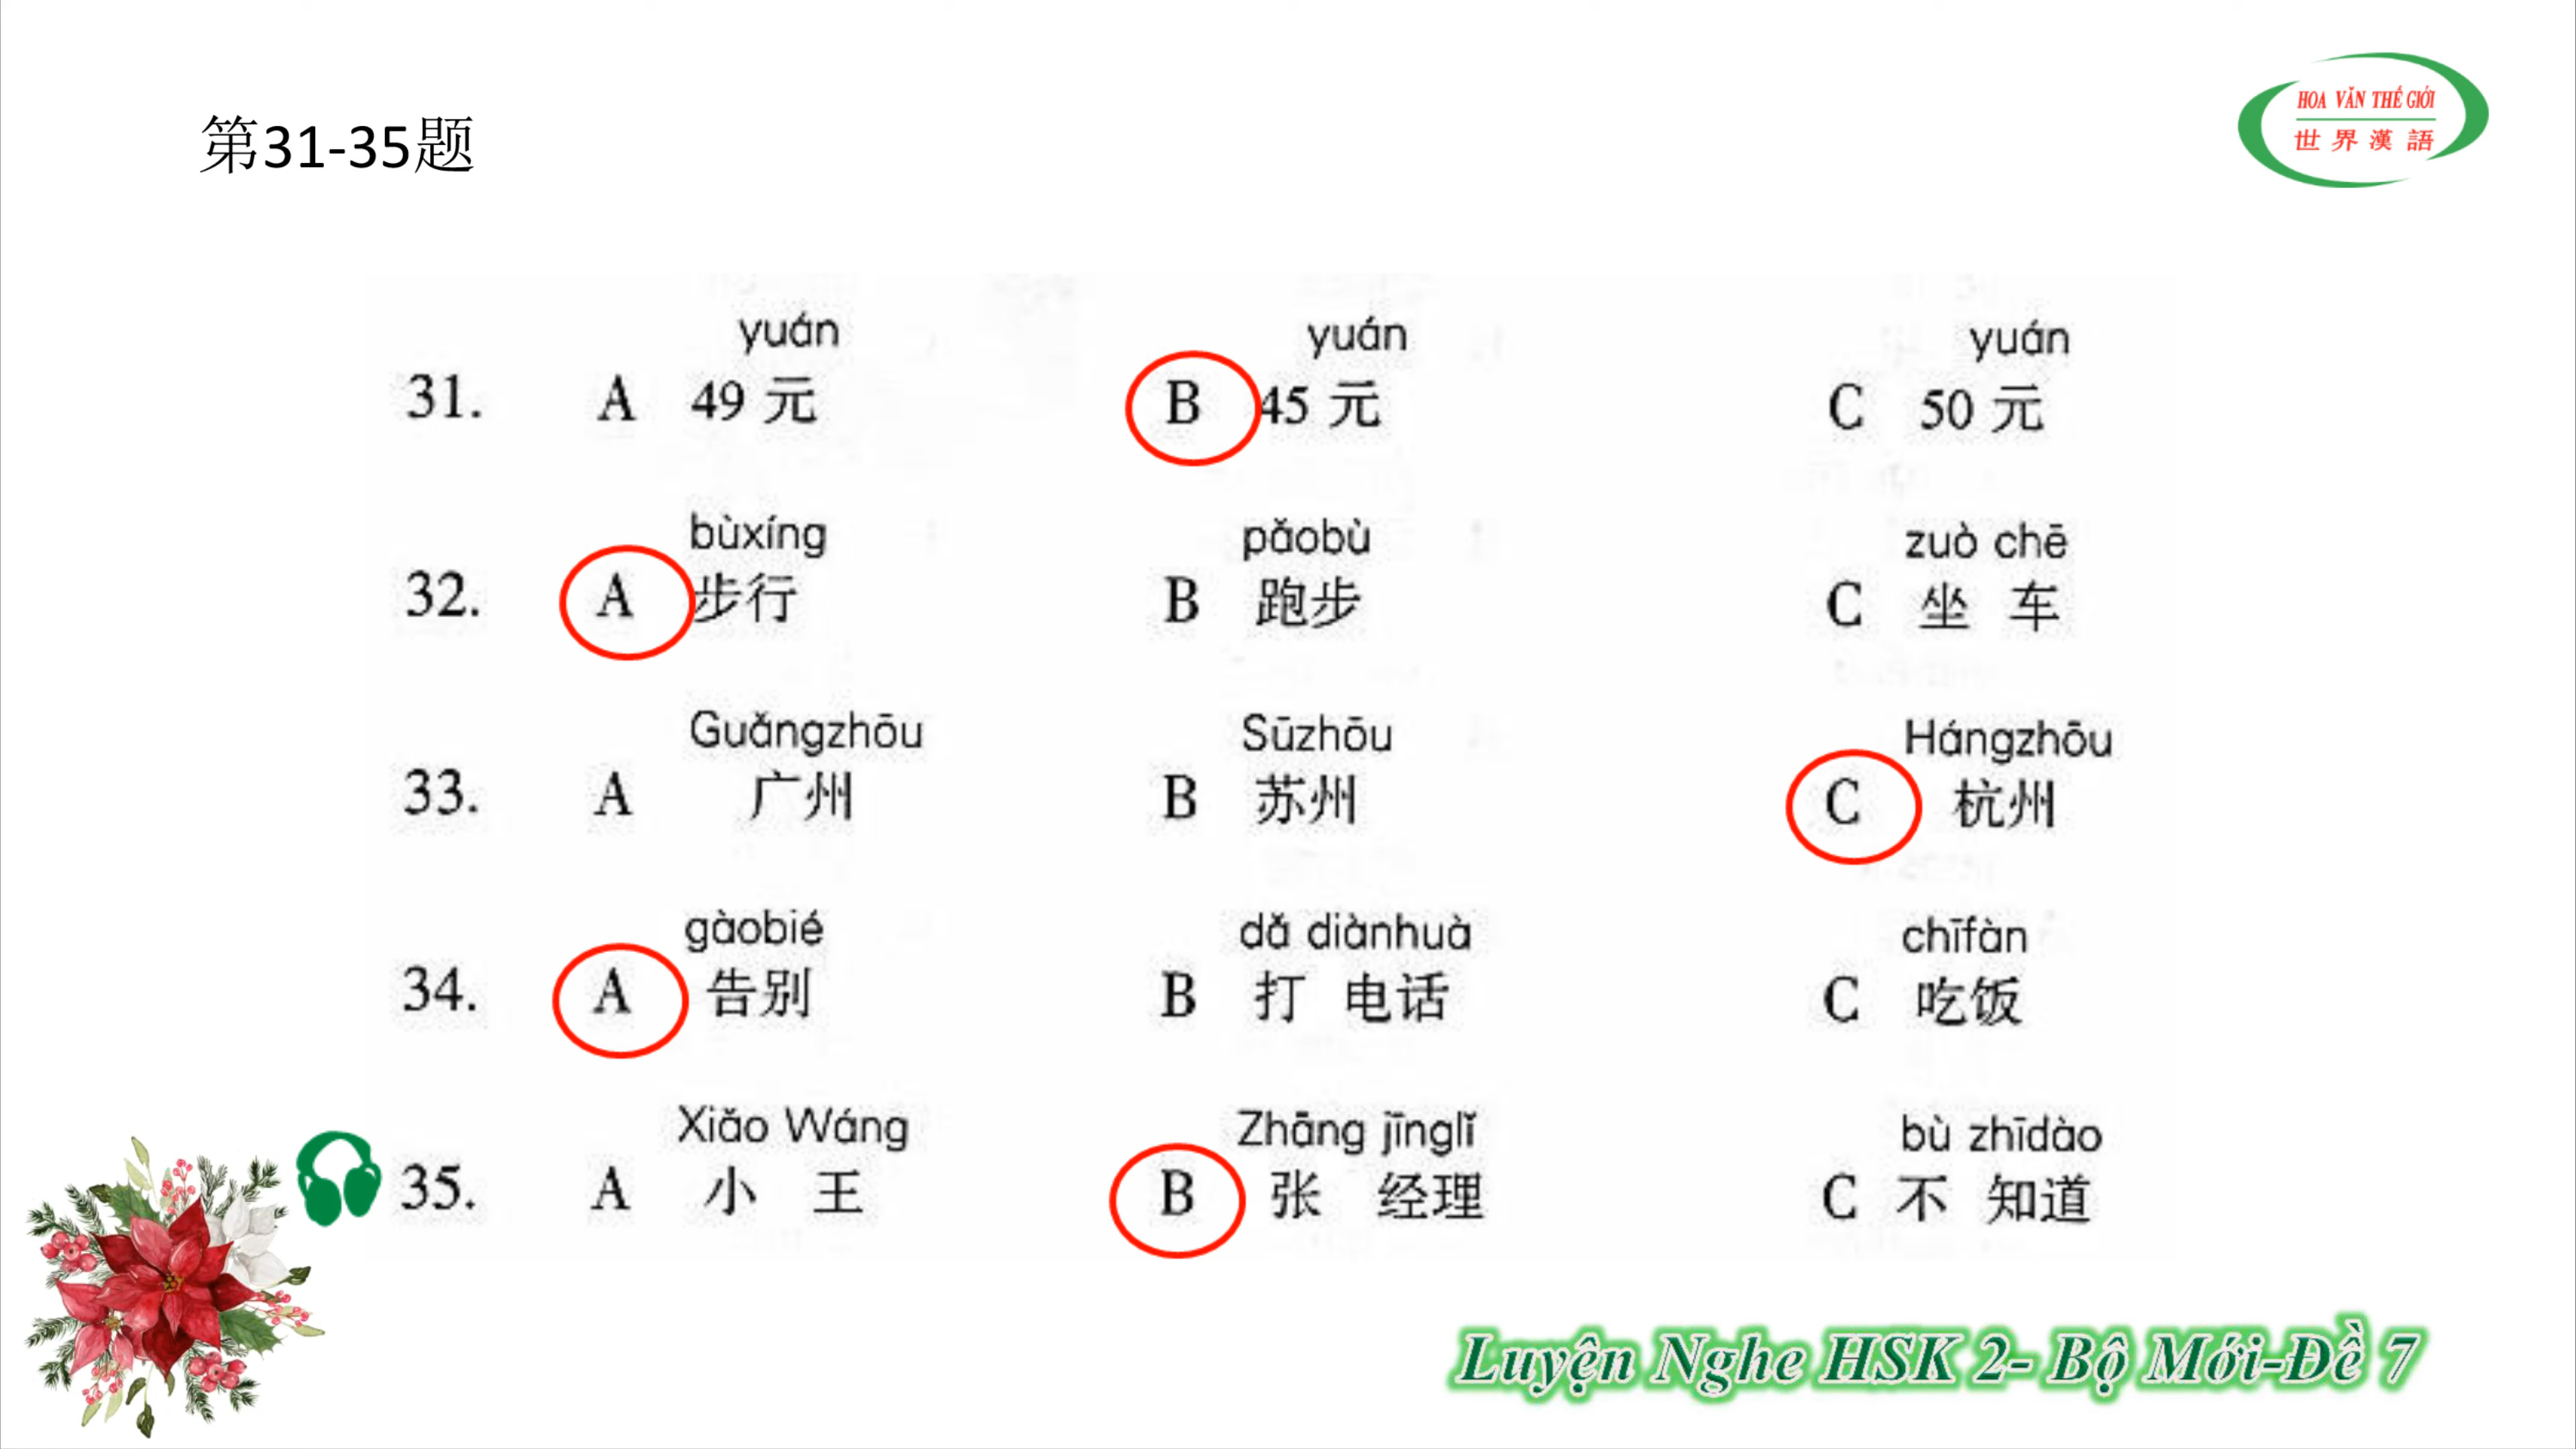 HOA VĂN THẾ GIỚI
世界漢語
第31-35题
yuán yuán yuán
31. A 49 元 B 45 元 C 50 元
bùxíng pǎobù zuò chē
32. A 步行 B 跑步 C 坐 车
Guǎngzhōu Sūzhōu Hángzhōu
33. A 广州 B 苏州 C 杭州
gàobié dǎ diànhuà chīfàn
34. A 告别 B 打 电话 C 吃饭
Xiǎo Wáng Zhāng jīnglǐ bù zhīdào
35. A 小 王 B 张 经理 C 不 知道
Luyện Nghe HSK 2- Bộ Mới-Đề 7